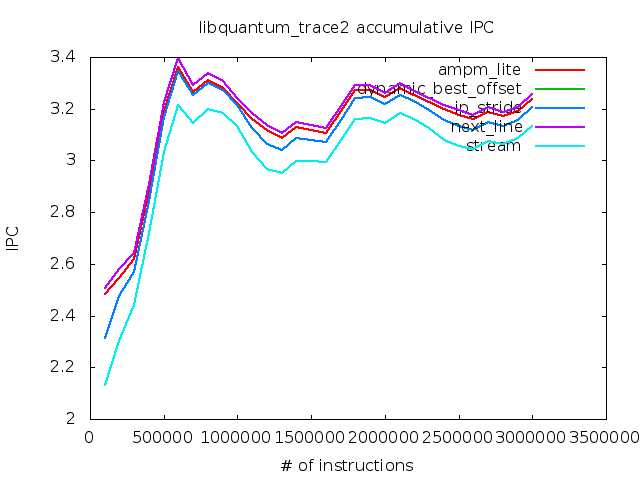 libquantum_trace2 accumulative IPC
3.4
3.2
3
2.8
2.6
2.4
2.2
2
IPC
ampm_lite
dynamic_best_offset
ip_stride
next_line
stream
0 500000 1000000 1500000 2000000 2500000 3000000 3500000
# of instructions